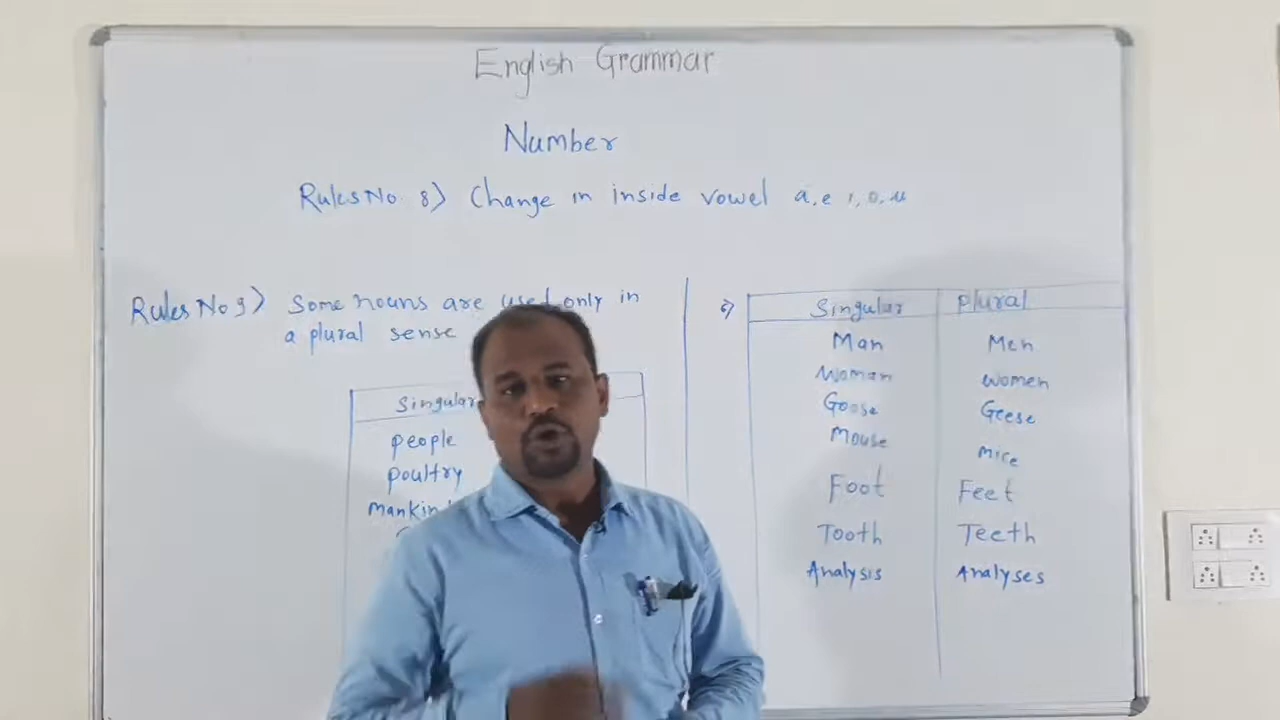 English Grammar
Number
Rules No 8) Change in inside vowel a, e i, o, u
Rules No 9) Some nouns are used only in
a plural sense
Singular
people
poultry
Singular Plural
Man Men
Woman women
Goose Geese
Mouse mice
Foot Feet
Tooth Teeth
Analysis Analyses